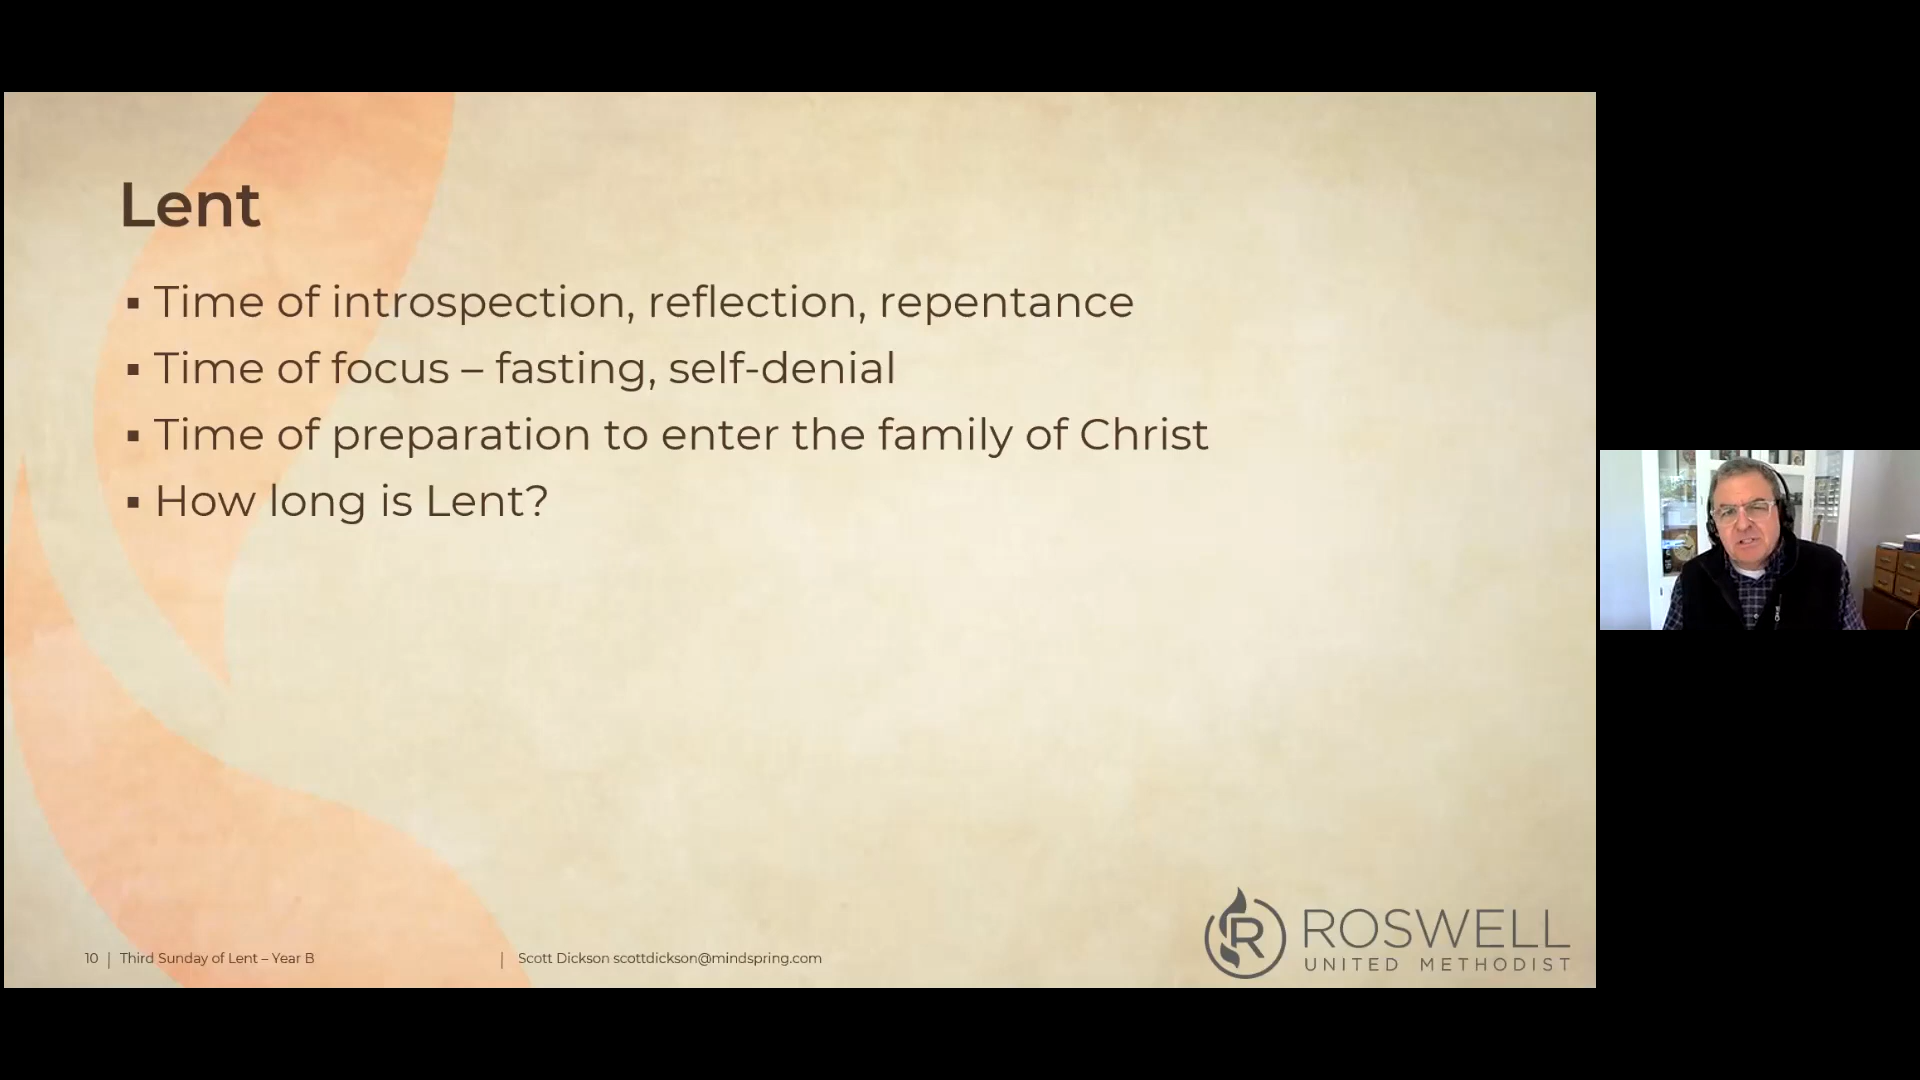 Lent
▪ Time of introspection, reflection, repentance
▪ Time of focus – fasting, self-denial
▪ Time of preparation to enter the family of Christ
▪ How long is Lent?
10 | Third Sunday of Lent – Year B | Scott Dickson scottdickson@mindspring.com
R ROSWELL
UNITED METHODIST